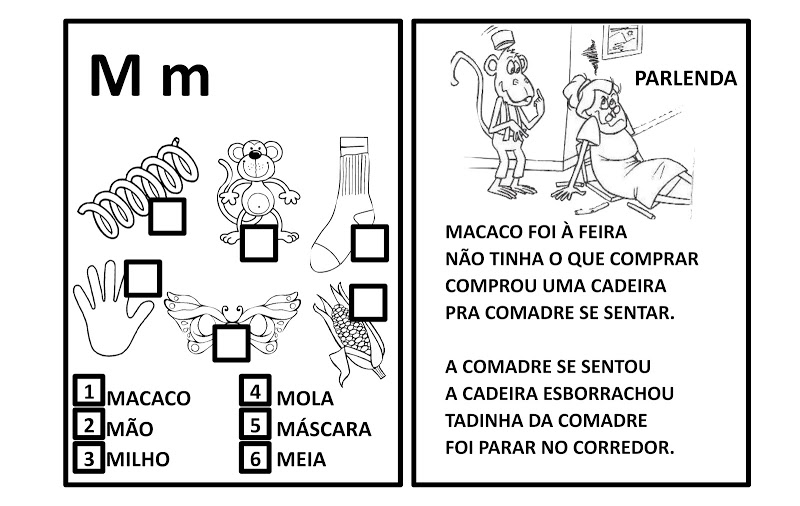 M m
1 MACACO
2 MÃO
3 MILHO
4 MOLA
5 MÁSCARA
6 MEIA
PARLENDA
MACACO FOI À FEIRA
NÃO TINHA O QUE COMPRAR
COMPROU UMA CADEIRA
PRA COMADRE SE SENTAR.
A COMADRE SE SENTOU
A CADEIRA ESBORRACHOU
TADINHA DA COMADRE
FOI PARAR NO CORREDOR.